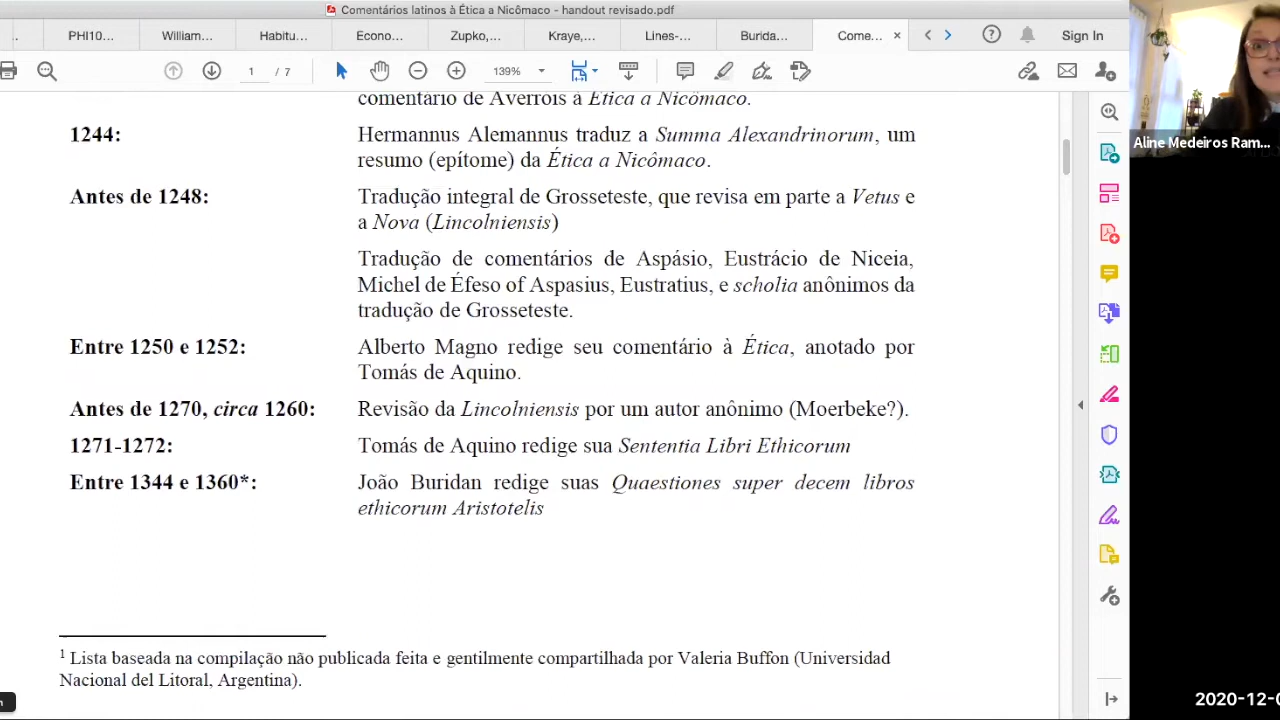 Comentários latinos à Ética a Nicômaco - handout revisado.pdf
... PHI10... William... Habitu... Econo... Zupko,... Kraye,... Lines-... Burida... Come... × Sign In
1 / 7 139%
comentário de Averrois à Ética a Nicômaco.
1244: Hermannus Alemannus traduz a Summa Alexandrinorum, um
resumo (epítome) da Ética a Nicômaco.
Antes de 1248: Tradução integral de Grosseteste, que revisa em parte a Vetus e
a Nova (Lincolniensis)
Tradução de comentários de Aspásio, Eustrácio de Niceia,
Michel de Éfeso of Aspasius, Eustratius, e scholia anônimos da
tradução de Grosseteste.
Entre 1250 e 1252: Alberto Magno redige seu comentário à Ética, anotado por
Tomás de Aquino.
Antes de 1270, circa 1260: Revisão da Lincolniensis por um autor anônimo (Moerbeke?).
1271-1272: Tomás de Aquino redige sua Sententia Libri Ethicorum
Entre 1344 e 1360*: João Buridan redige suas Quaestiones super decem libros
ethicorum Aristotelis
1 Lista baseada na compilação não publicada feita e gentilmente compartilhada por Valeria Buffon (Universidad
Nacional del Litoral, Argentina).
Aline Medeiros Ram...
2020-12-0